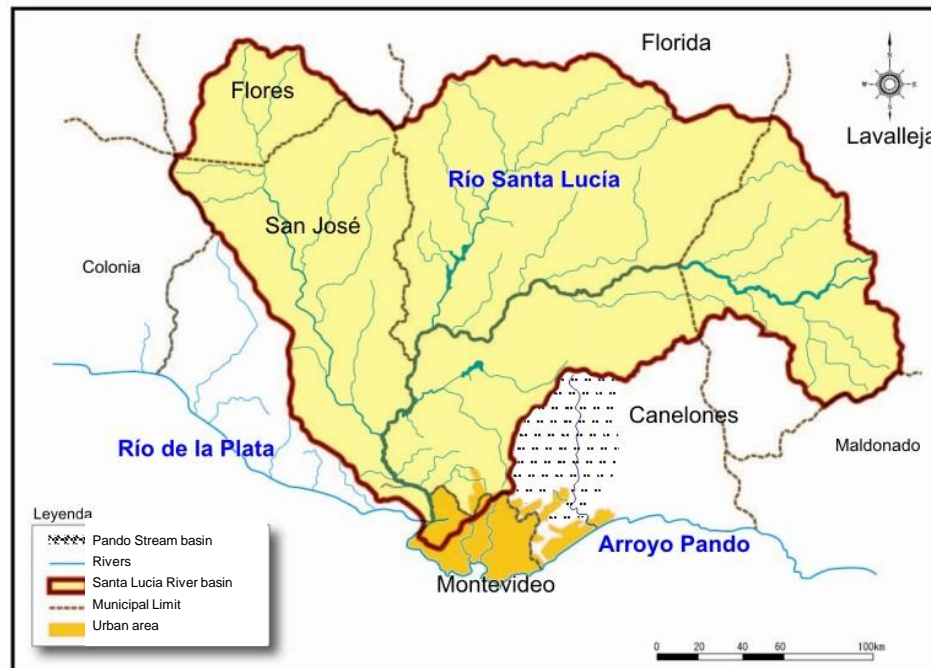 Florida
N
W E
S
Flores
Lavalleja
Río Santa Lucía
San José
Colonia
Canelones
Río de la Plata
Maldonado
Arroyo Pando
Montevideo
Leyenda
Pando Stream basin
Rivers
Santa Lucia River basin
Municipal Limit
Urban area
0 20 40 60 100km